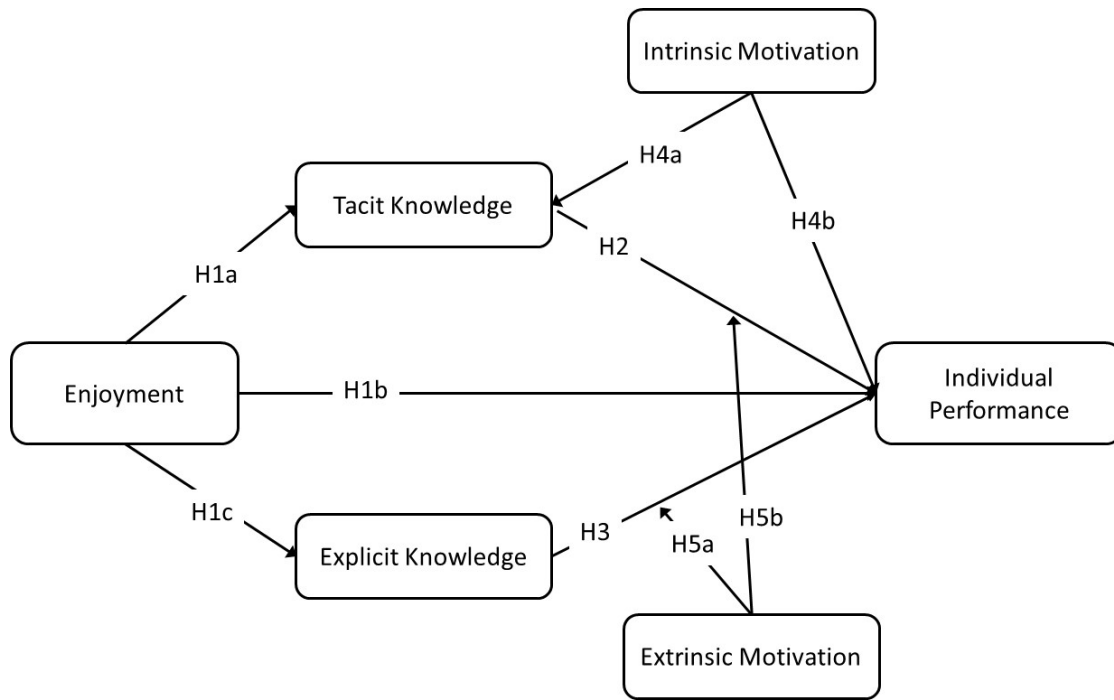 Intrinsic Motivation
H4a
Tacit Knowledge
H4b
H2
H1a
Enjoyment
H1b
Individual
Performance
H1c
Explicit Knowledge
H3
H5b
H5a
Extrinsic Motivation